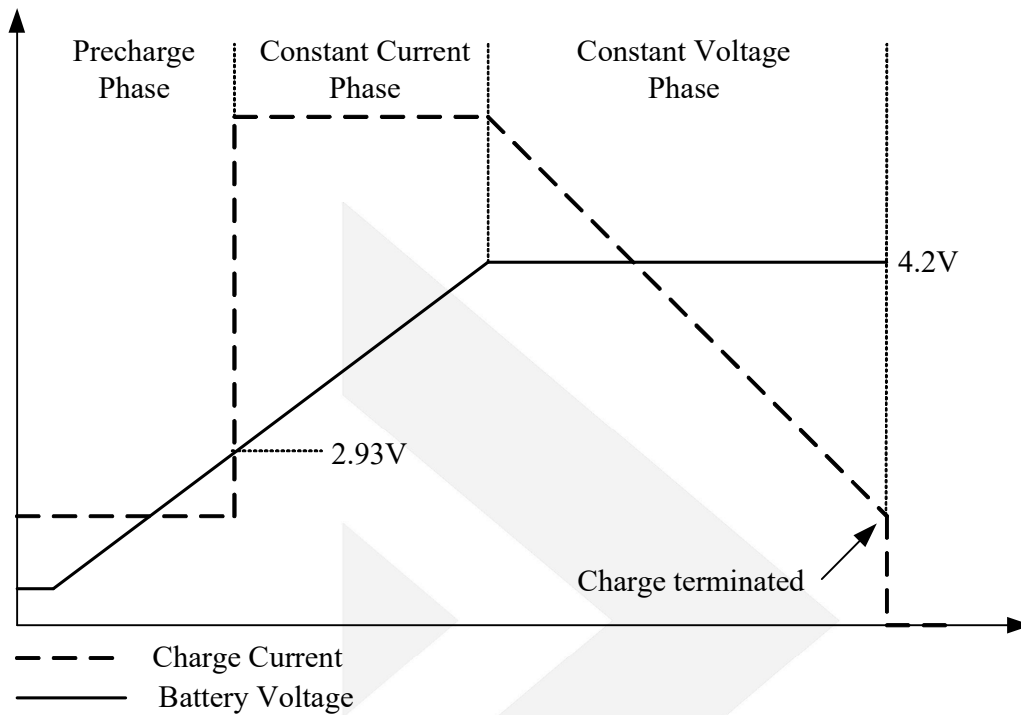 Precharge
Phase
Constant Current
Phase
Constant Voltage
Phase
4.2V
2.93V
Charge terminated
Charge Current
Battery Voltage